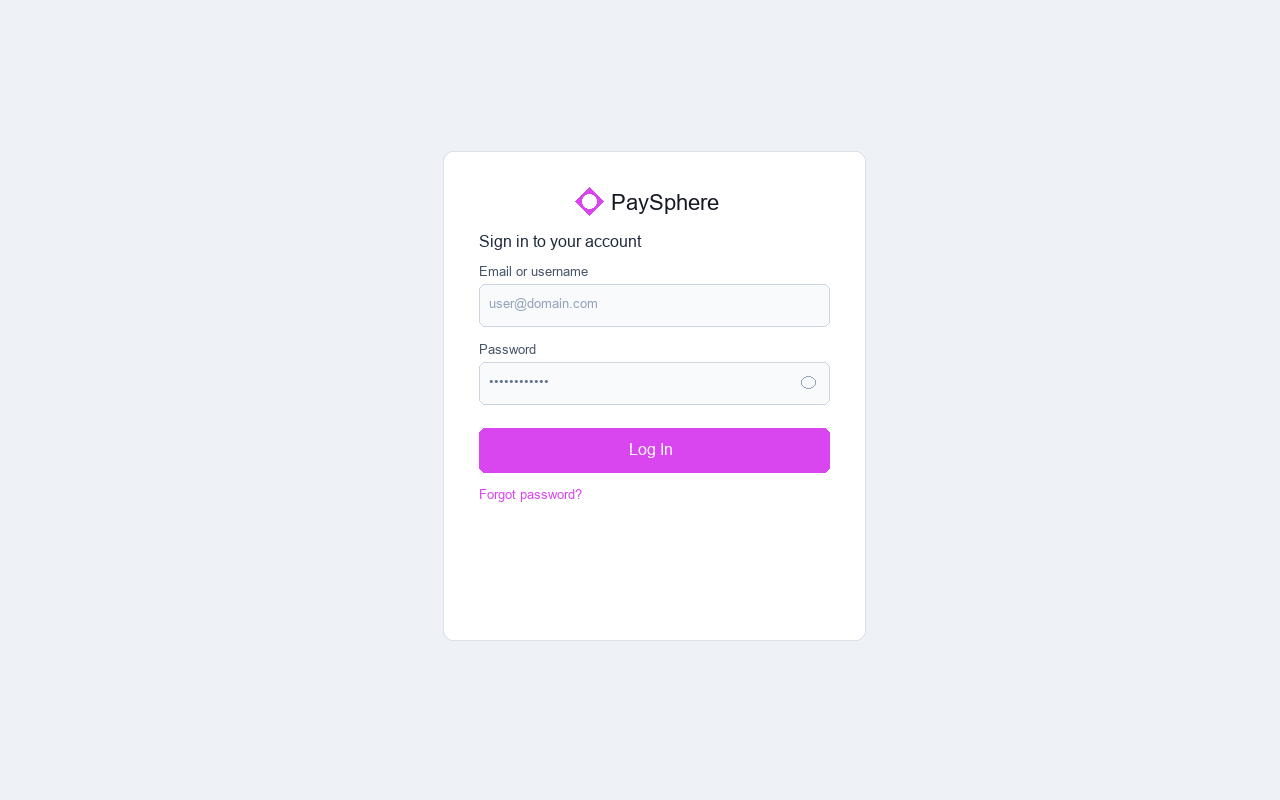 PaySphere
Sign in to your account
Email or username
user@domain.com
Password
••••••••••••
Log In
Forgot password?